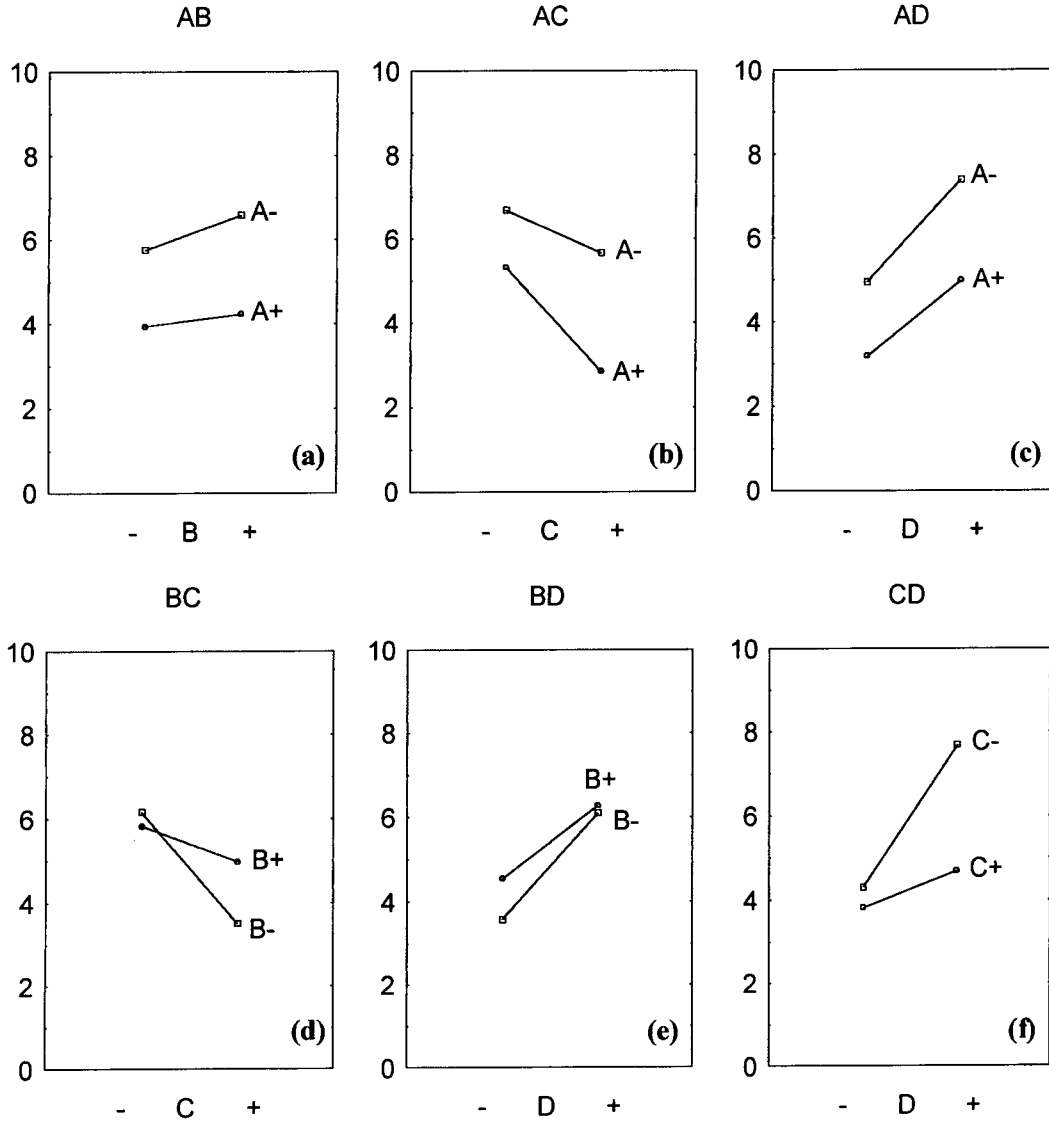 AB AC AD
10 10 10
8 8 8
A- A-
6 6 A- 6
A+
4 A+ 4 4
A+
2 2 2
(a) (b) (c)
0 0 0
- B + - C + - D +
BC BD CD
10 10 10
8 8 C- 8
B+
6 6 B- 6
B+ C+
4 4 4
B-
2 2 2
(d) (e) (f)
0 0 0
- C + - D + - D +